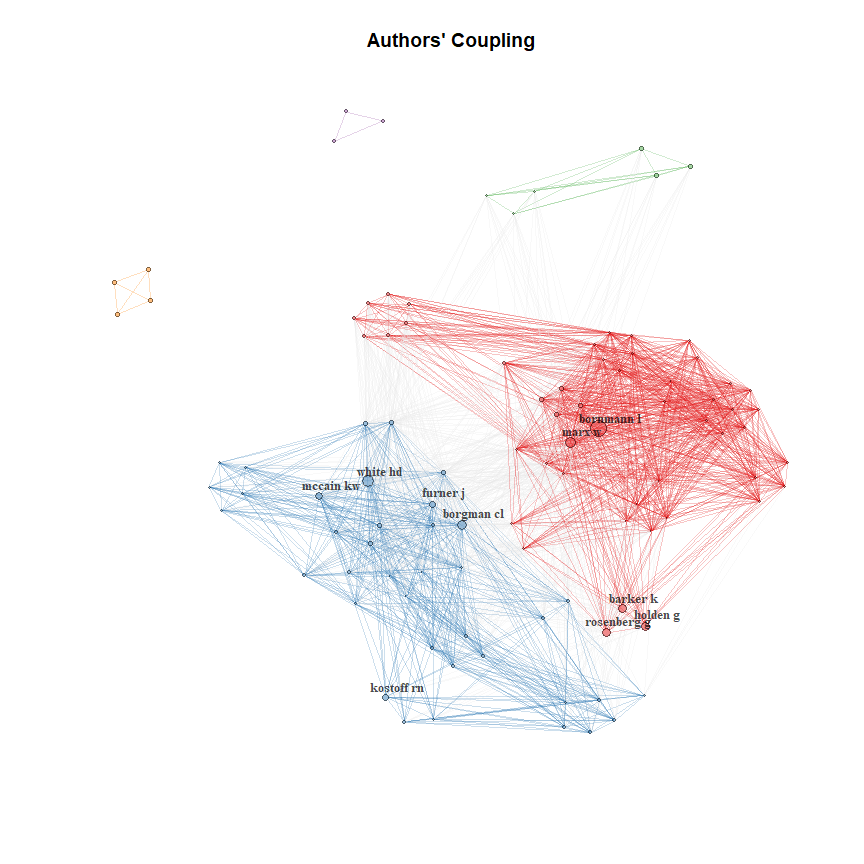 Authors' Coupling
bornmann l
marx w
white hd
mccain kw
furner j
borgman cl
barker k
holden g
rosenberg g
kostoff rn